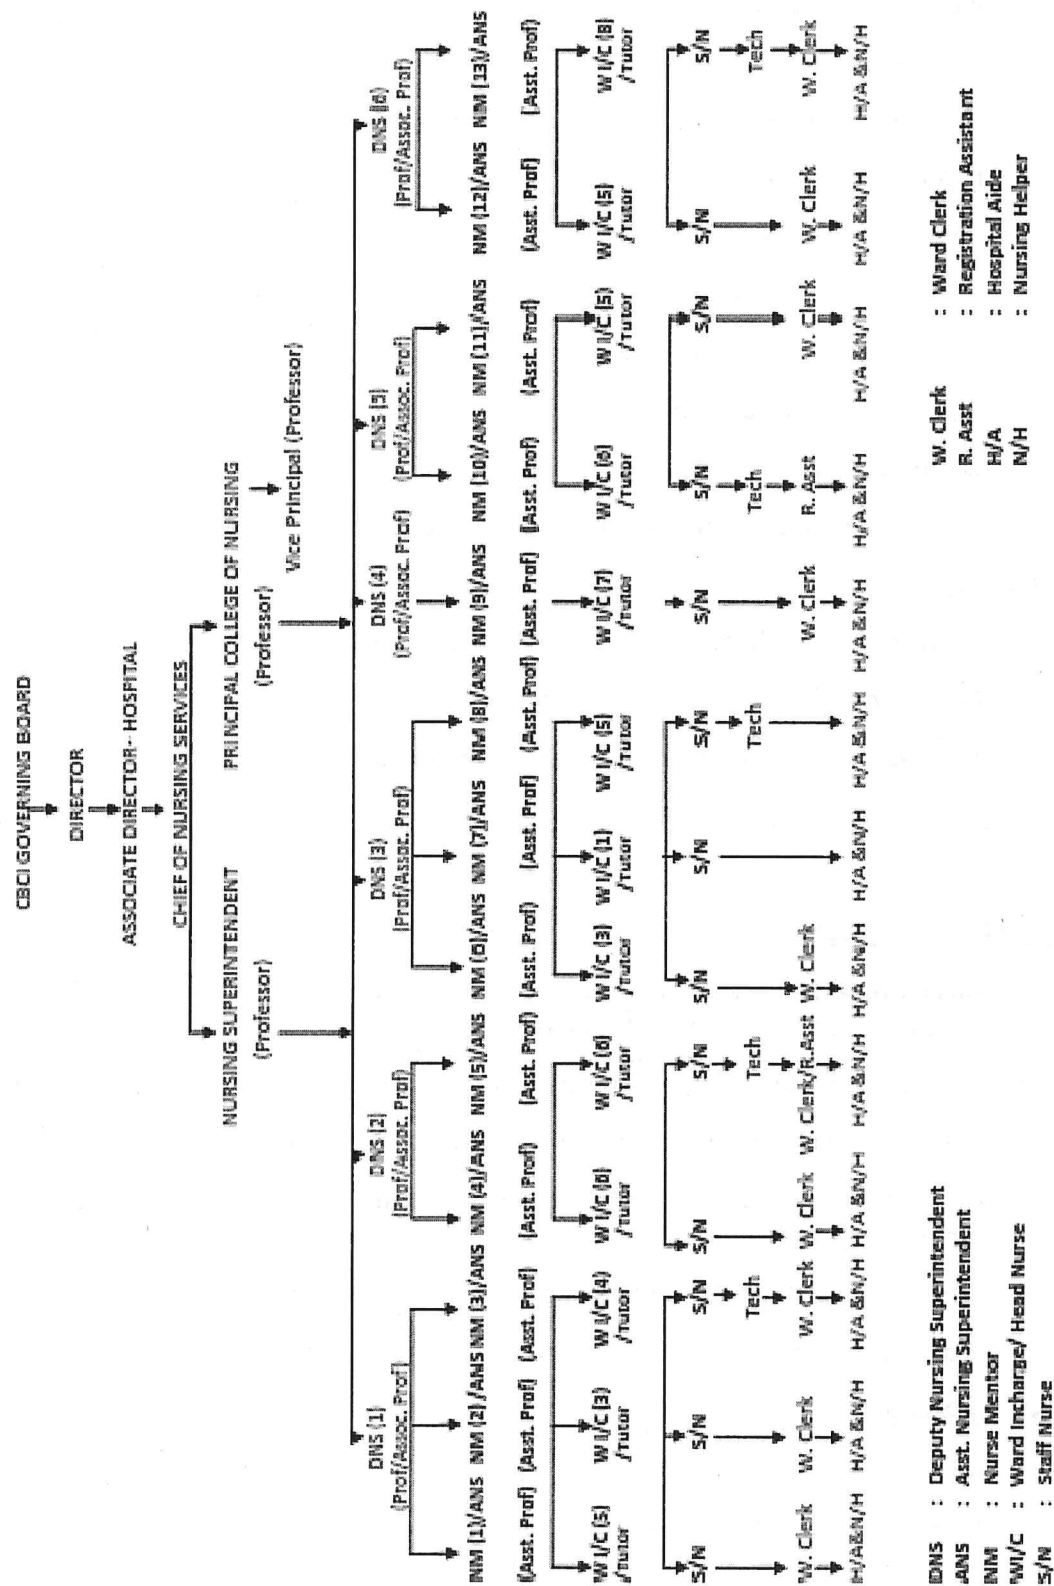 CBCI GOVERNING BOARD
DIRECTOR
ASSOCIATE DIRECTOR- HOSPITAL
CHIEF OF NURSING SERVICES
NURSING SUPERINTENDENT PRINCIPAL COLLEGE OF NURSING
(Professor) (Professor)
Vice Principal (Professor)
DNS (1) DNS (2) DNS (3) DNS (4) DNS (5) DNS (6)
(Prof/Assoc. Prof) (Prof/Assoc. Prof) (Prof/Assoc. Prof) (Prof/Assoc. Prof) (Prof/Assoc. Prof) (Prof/Assoc. Prof)
NM (1)/ANS NM (2) /ANS NM (3)/ANS NM (4)/ANS NM (5)/ANS NM (6)/ANS NM (7)/ANS NM (8)/ANS NM (9)/ANS NM (10)/ANS NM (11)/ANS NM (12)/ANS NM (13)/ANS
(Asst. Prof) (Asst. Prof) (Asst. Prof) (Asst. Prof) (Asst. Prof) (Asst. Prof) (Asst. Prof) (Asst. Prof) (Asst. Prof) (Asst. Prof) (Asst. Prof) (Asst. Prof) (Asst. Prof)
W I/C (5) W I/C (3) W I/C (4) W I/C W I/C W I/C (3) W I/C (1) W I/C (5) W I/C (7) W I/C (6) W I/C (5) W I/C (5) W I/C (8)
/Tutor /Tutor /Tutor /Tutor /Tutor /Tutor /Tutor /Tutor /Tutor /Tutor /Tutor /Tutor /Tutor
S/N S/N S/N S/N S/N S/N S/N S/N S/N S/N S/N S/N S/N
Tech Tech Tech Tech Tech
W. Clerk W. Clerk W. Clerk W. Clerk W. Clerk/R.Asst W. Clerk W. Clerk R. Asst W. Clerk W. Clerk W. Clerk
H/A&N/H H/A &N/H H/A &N/H H/A &N/H H/A &N/H H/A &N/H H/A &N/H H/A &N/H H/A &N/H H/A &N/H H/A &N/H H/A &N/H H/A &N/H
DNS : Deputy Nursing Superintendent W. Clerk : Ward Clerk
ANS : Asst. Nursing Superintendent R. Asst : Registration Assistant
NM : Nurse Mentor H/A : Hospital Aide
WI/C : Ward Incharge/ Head Nurse N/H : Nursing Helper
S/N : Staff Nurse